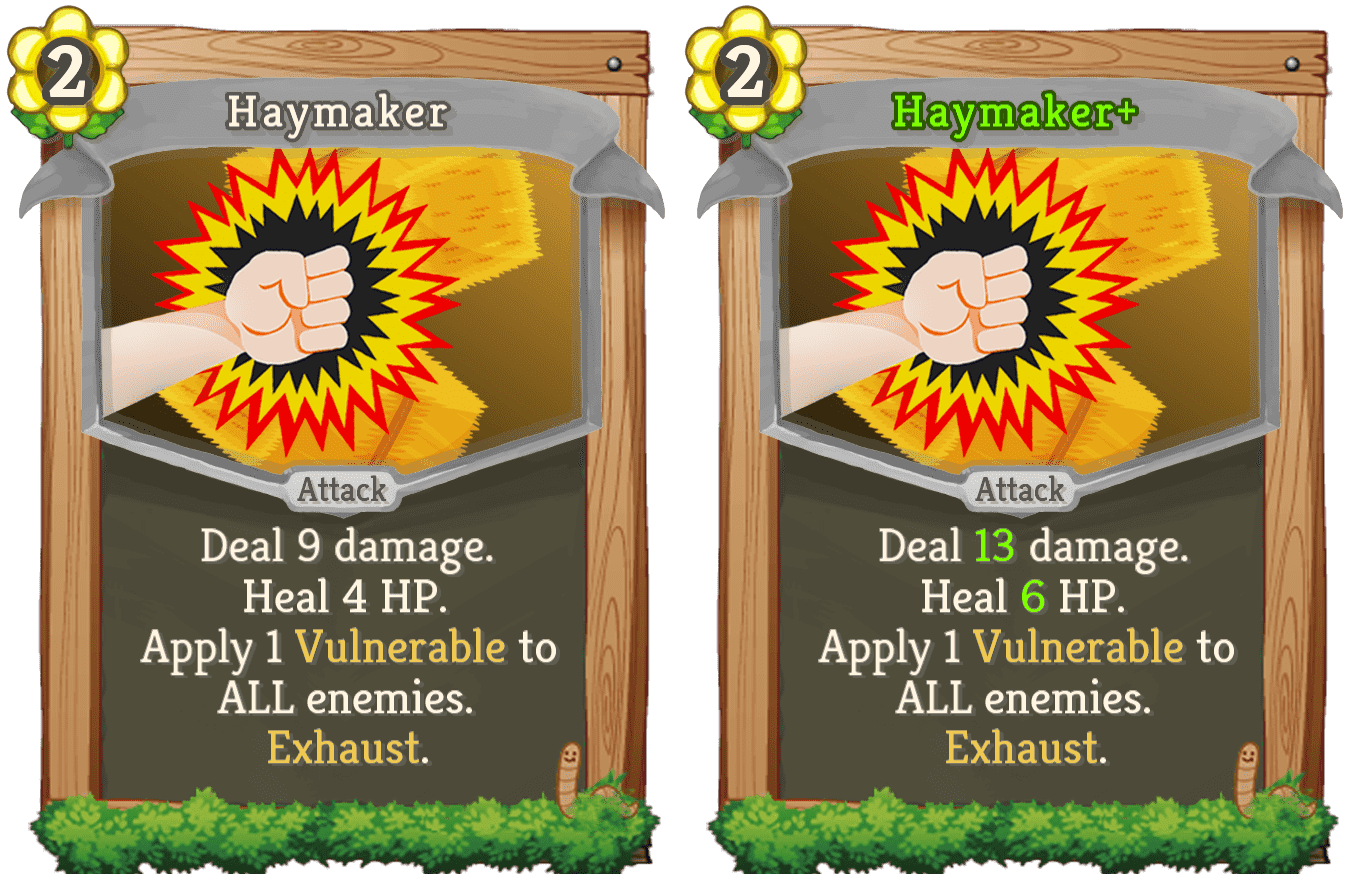 2
Haymaker
Attack
Deal 9 damage.
Heal 4 HP.
Apply 1 Vulnerable to
ALL enemies.
Exhaust.
2
Haymaker+
Attack
Deal 13 damage.
Heal 6 HP.
Apply 1 Vulnerable to
ALL enemies.
Exhaust.